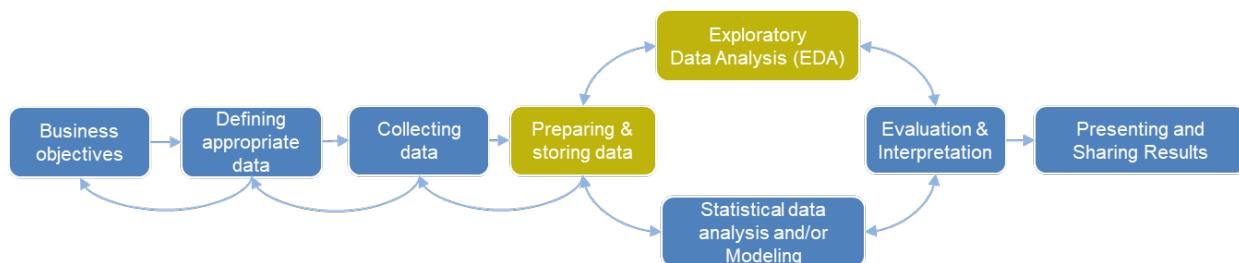 Business
objectives
Defining
appropriate
data
Collecting
data
Preparing &
storing data
Exploratory
Data Analysis (EDA)
Statistical data
analysis and/or
Modeling
Evaluation &
Interpretation
Presenting and
Sharing Results